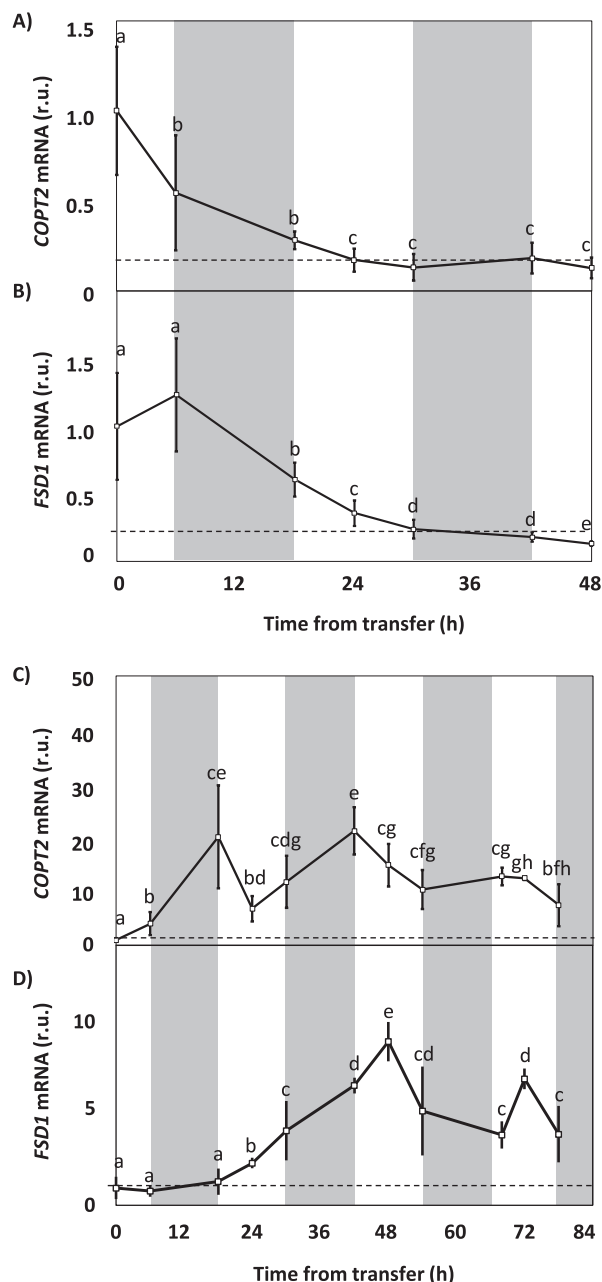 A)
COPT2 mRNA (r.u.)
1.5
1.0
0.5
0
a
b
b
c
c
c
c
B)
FSD1 mRNA (r.u.)
1.5
1.0
0.5
0
a
a
b
c
d
d
e
0 12 24 36 48
Time from transfer (h)
C)
COPT2 mRNA (r.u.)
50
40
30
20
10
0
a
b
ce
bd
cdg
e
cg
cfg
cg
gh
bfh
D)
FSD1 mRNA (r.u.)
10
5
0
a
a
a
b
c
d
e
cd
c
d
c
0 12 24 36 48 60 72 84
Time from transfer (h)